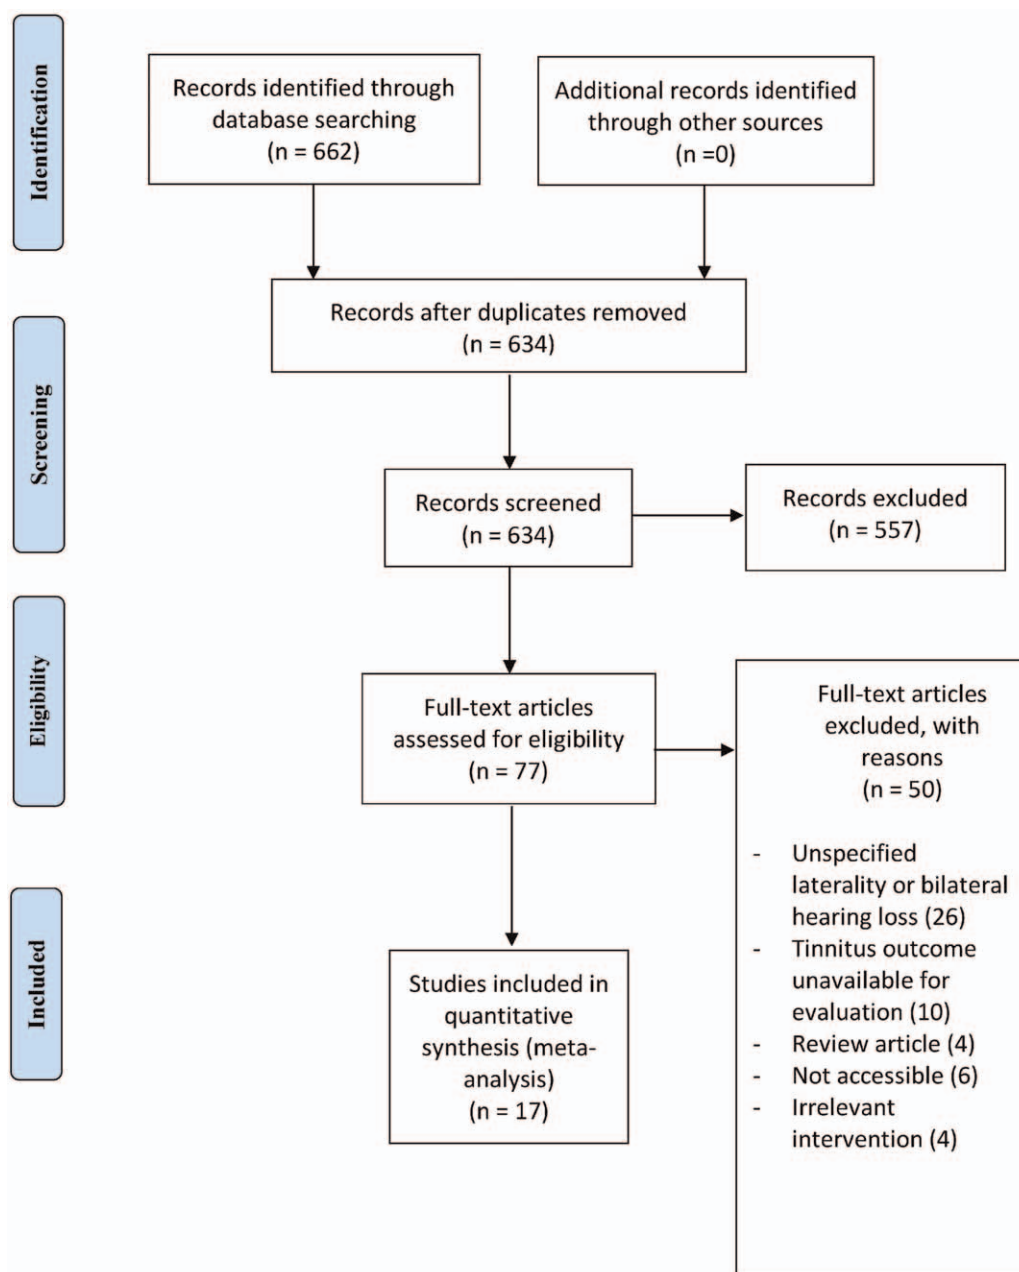 Identification
Records identified through
database searching
(n = 662)
Additional records identified
through other sources
(n =0)
Records after duplicates removed
(n = 634)
Screening
Records screened
(n = 634)
Records excluded
(n = 557)
Eligibility
Full-text articles
assessed for eligibility
(n = 77)
Full-text articles
excluded, with
reasons
(n = 50)
- Unspecified
laterality or bilateral
hearing loss (26)
- Tinnitus outcome
unavailable for
evaluation (10)
- Review article (4)
- Not accessible (6)
- Irrelevant
intervention (4)
Included
Studies included in
quantitative
synthesis (meta-
analysis)
(n = 17)